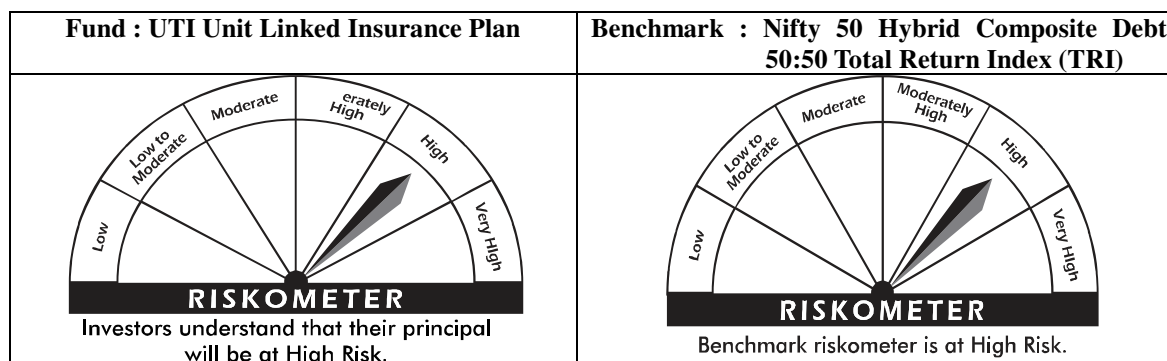 Fund : UTI Unit Linked Insurance Plan
Benchmark : Nifty 50 Hybrid Composite Debt
50:50 Total Return Index (TRI)
Low
Low to
Moderate
Moderate
erately
High
High
Very HIgh
RISKOMETER
Investors understand that their principal
will be at High Risk.
Low
Low to
Moderate
Moderate
Moderately
High
High
Very HIgh
RISKOMETER
Benchmark riskometer is at High Risk.